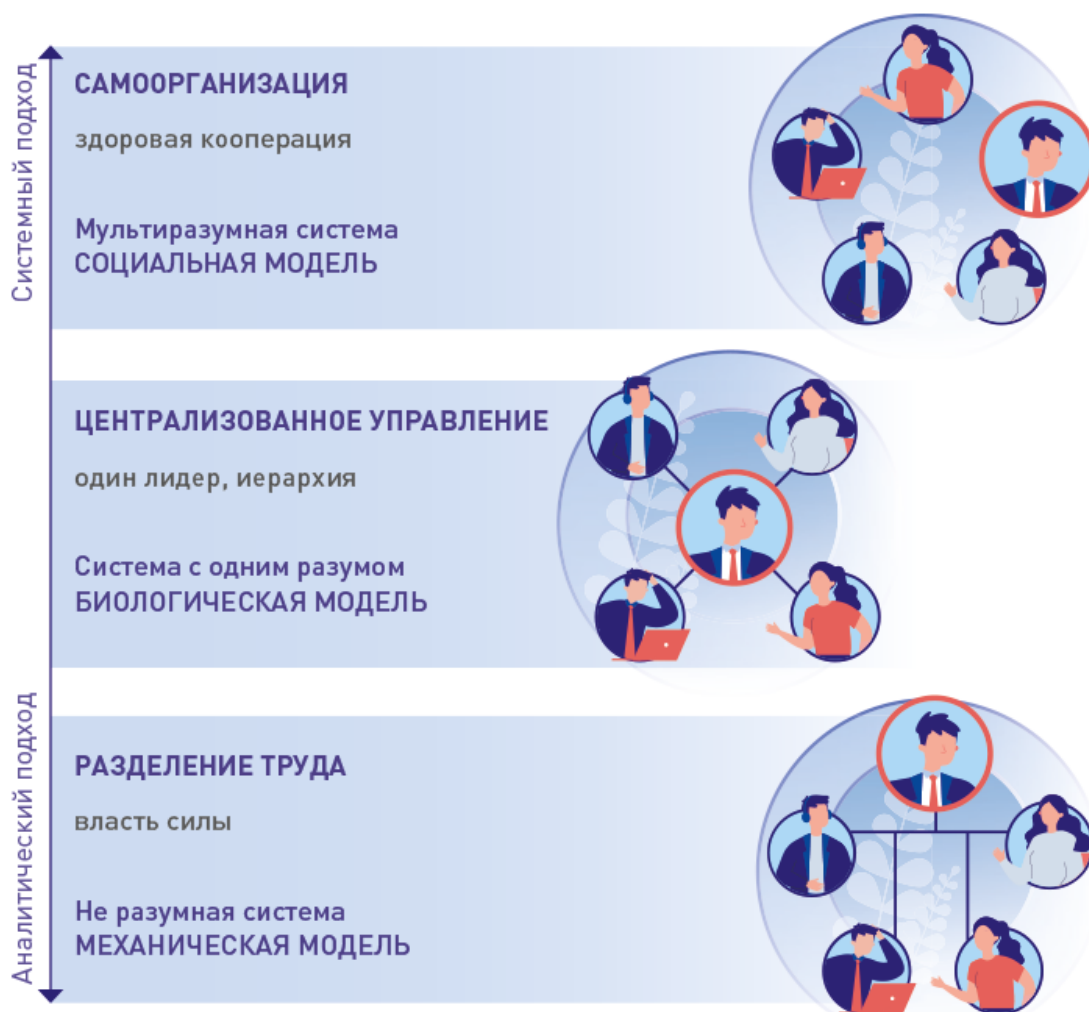 Системный подход
САМООРГАНИЗАЦИЯ
здоровая кооперация
Мультиразумная система
СОЦИАЛЬНАЯ МОДЕЛЬ
ЦЕНТРАЛИЗОВАННОЕ УПРАВЛЕНИЕ
один лидер, иерархия
Система с одним разумом
БИОЛОГИЧЕСКАЯ МОДЕЛЬ
Аналитический подход
РАЗДЕЛЕНИЕ ТРУДА
власть силы
Не разумная система
МЕХАНИЧЕСКАЯ МОДЕЛЬ